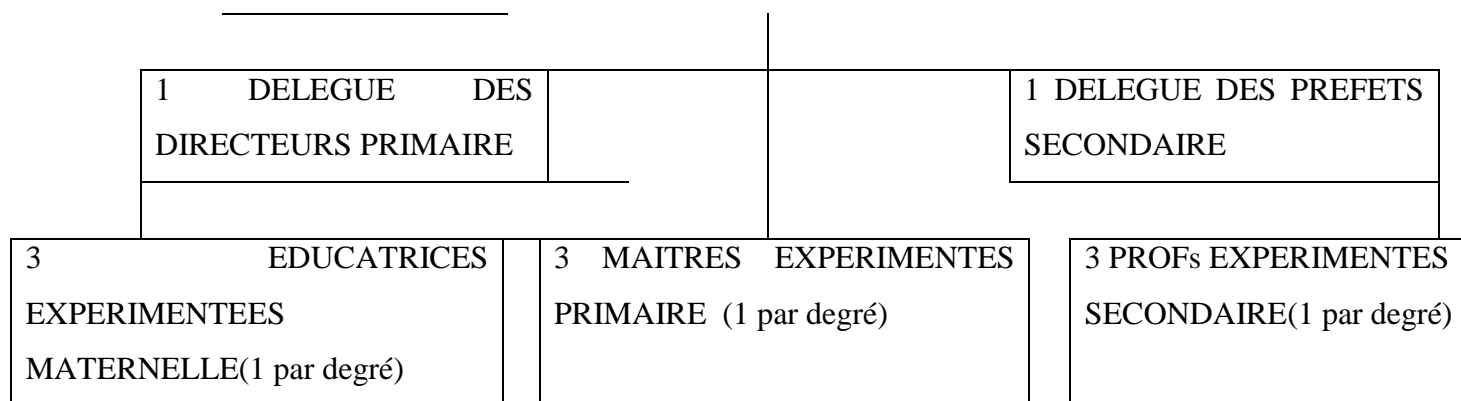 1 DELEGUE DES
DIRECTEURS PRIMAIRE
1 DELEGUE DES PREFETS
SECONDAIRE
3 EDUCATRICES
EXPERIMENTEES
MATERNELLE(1 par degré)
3 MAITRES EXPERIMENTES
PRIMAIRE (1 par degré)
3 PROFs EXPERIMENTES
SECONDAIRE(1 par degré)